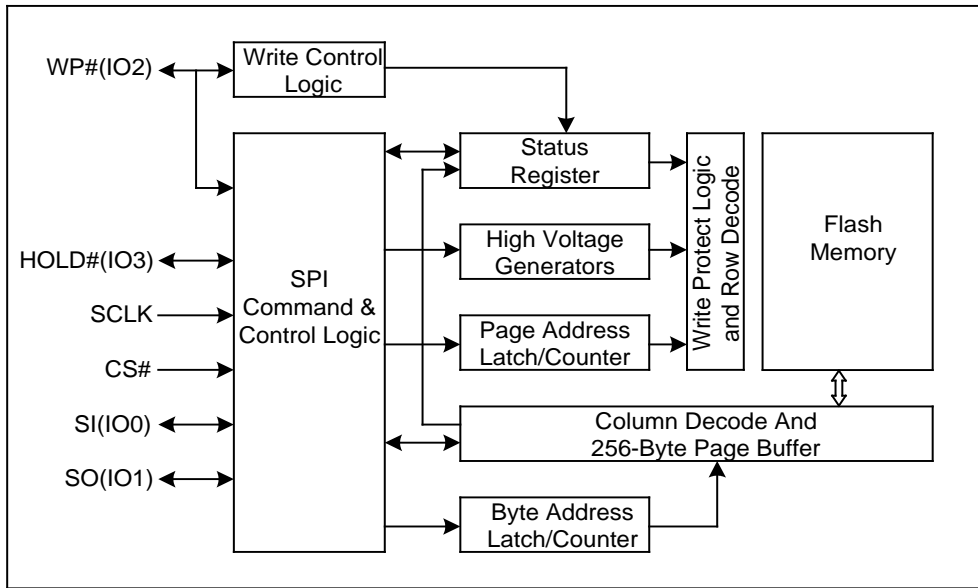 WP#(IO2)
Write Control
Logic
Status
Register
High Voltage
Generators
Page Address
Latch/Counter
Write Protect Logic
and Row Decode
Flash
Memory
HOLD#(IO3)
SCLK
CS#
SI(IO0)
SO(IO1)
SPI
Command &
Control Logic
Column Decode And
256-Byte Page Buffer
Byte Address
Latch/Counter